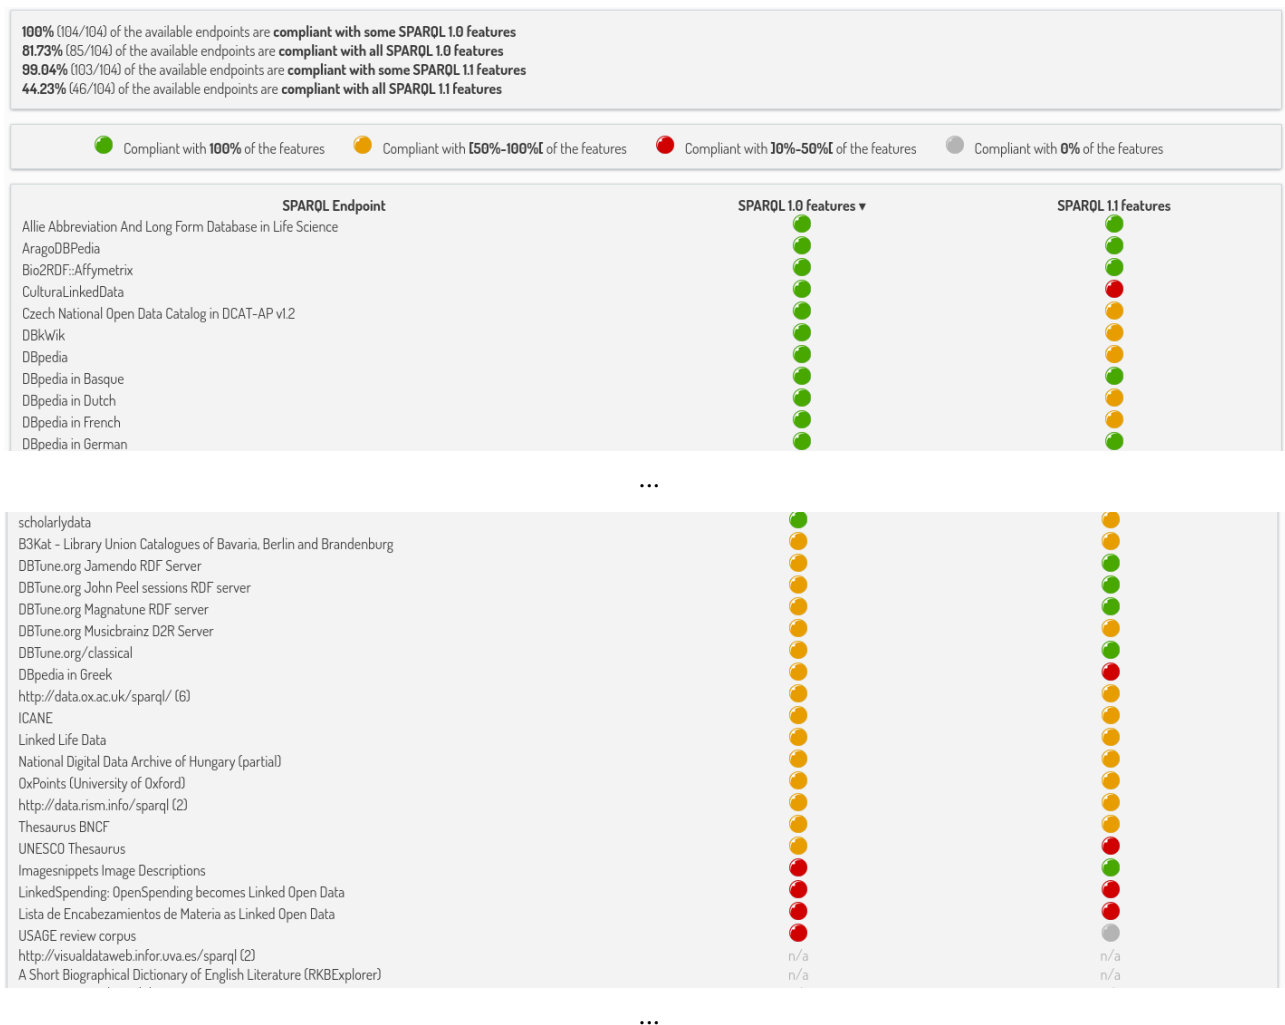 100% (104/104) of the available endpoints are compliant with some SPARQL 1.0 features
81.73% (85/104) of the available endpoints are compliant with all SPARQL 1.0 features
99.04% (103/104) of the available endpoints are compliant with some SPARQL 1.1 features
44.23% (46/104) of the available endpoints are compliant with all SPARQL 1.1 features
Compliant with 100% of the features Compliant with [50%-100%[ of the features Compliant with ]0%-50%[ of the features Compliant with 0% of the features
SPARQL Endpoint SPARQL 1.0 features ▾ SPARQL 1.1 features
Allie Abbreviation And Long Form Database in Life Science
AragoDBPedia
Bio2RDF::Affymetrix
CulturaLinkedData
Czech National Open Data Catalog in DCAT-AP v1.2
DBkWik
DBpedia
DBpedia in Basque
DBpedia in Dutch
DBpedia in French
DBpedia in German
...
scholarlydata
B3Kat - Library Union Catalogues of Bavaria, Berlin and Brandenburg
DBTune.org Jamendo RDF Server
DBTune.org John Peel sessions RDF server
DBTune.org Magnatune RDF server
DBTune.org Musicbrainz D2R Server
DBTune.org/classical
DBpedia in Greek
http://data.ox.ac.uk/sparql/ (6)
ICANE
Linked Life Data
National Digital Data Archive of Hungary (partial)
OxPoints (University of Oxford)
http://data.rism.info/sparql (2)
Thesaurus BNCF
UNESCO Thesaurus
Imagesnippets Image Descriptions
LinkedSpending: OpenSpending becomes Linked Open Data
Lista de Encabezamientos de Materia as Linked Open Data
USAGE review corpus
http://visualdataweb.infor.uva.es/sparql (2) n/a n/a
A Short Biographical Dictionary of English Literature (RKBExplorer) n/a n/a
...